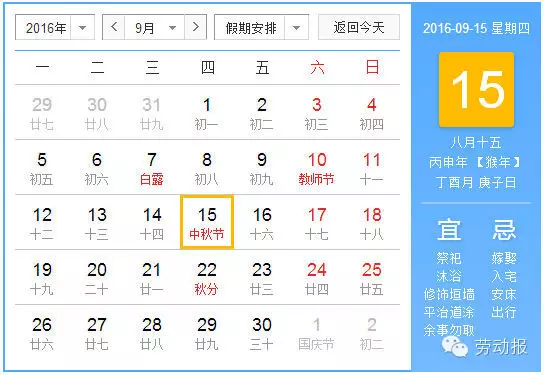 2016年 9月 假期安排 返回今天
一 二 三 四 五 六 日
29 30 31 1 2 3 4
廿七 廿八 廿九 初一 初二 初三 初四
5 6 7 8 9 10 11
初五 初六 白露 初八 初九 教师节 十一
12 13 14 15 16 17 18
十二 十三 十四 中秋节 十六 十七 十八
19 20 21 22 23 24 25
十九 二十 廿一 秋分 廿三 廿四 廿五
26 27 28 29 30 1 2
廿六 廿七 廿八 廿九 三十 国庆节 初二
2016-09-15 星期四
15
八月十五
丙申年 【猴年】
丁酉月 庚子日
宜 忌
祭祀 嫁娶
沐浴 入宅
修饰垣墙 安床
平治道涂 出行
余事勿取
劳动报